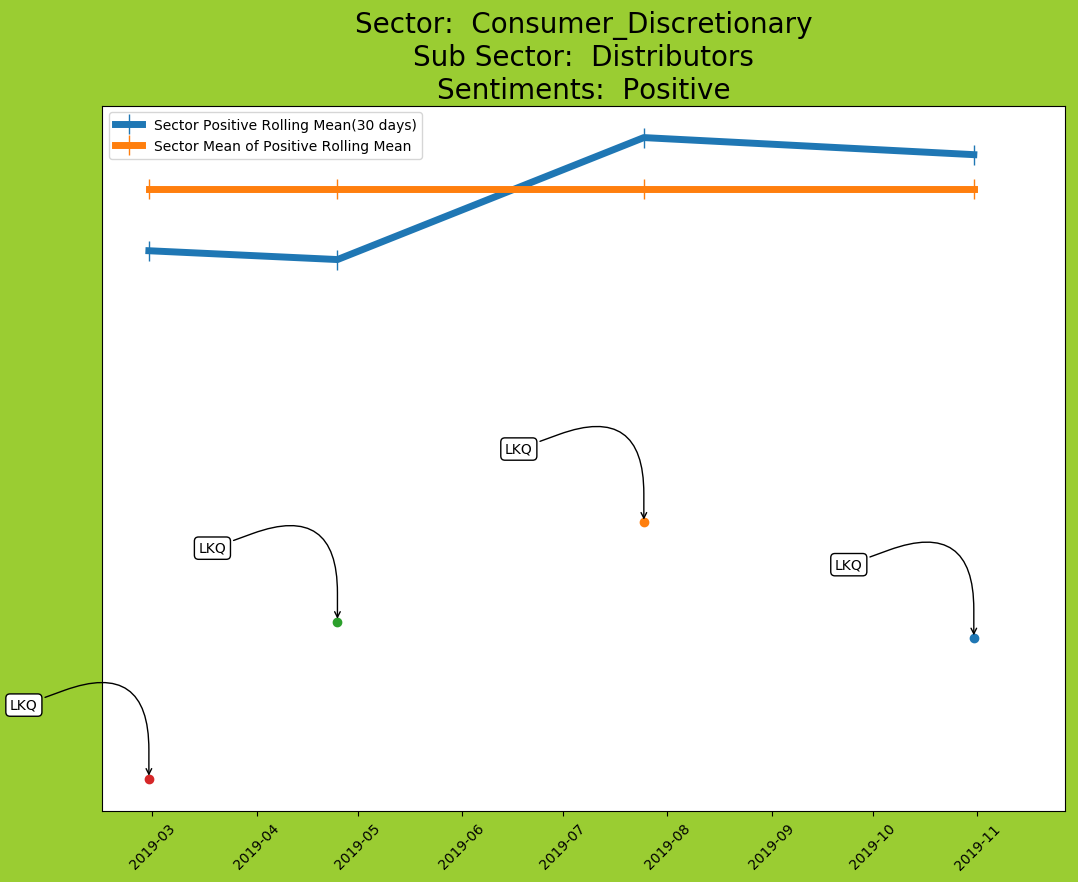 Sector:  Consumer_Discretionary
Sub Sector:  Distributors
Sentiments:  Positive
Sector Positive Rolling Mean(30 days)
Sector Mean of Positive Rolling Mean
LKQ
LKQ
LKQ
LKQ
2019-03
2019-04
2019-05
2019-06
2019-07
2019-08
2019-09
2019-10
2019-11